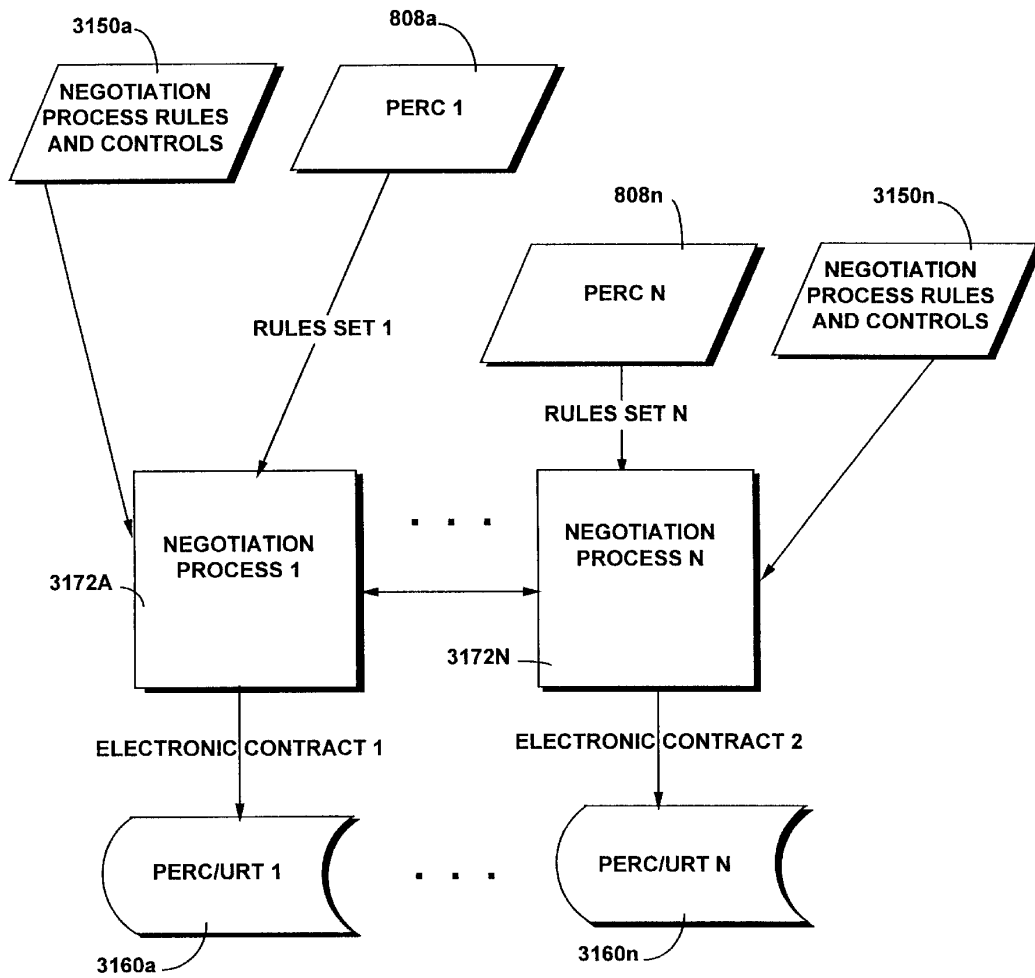 3150a
808a
NEGOTIATION
PROCESS RULES
AND CONTROLS
PERC 1
808n
3150n
PERC N
NEGOTIATION
PROCESS RULES
AND CONTROLS
RULES SET 1
RULES SET N
NEGOTIATION
PROCESS 1
. . .
NEGOTIATION
PROCESS N
3172A
3172N
ELECTRONIC CONTRACT 1
ELECTRONIC CONTRACT 2
PERC/URT 1
. . .
PERC/URT N
3160a
3160n